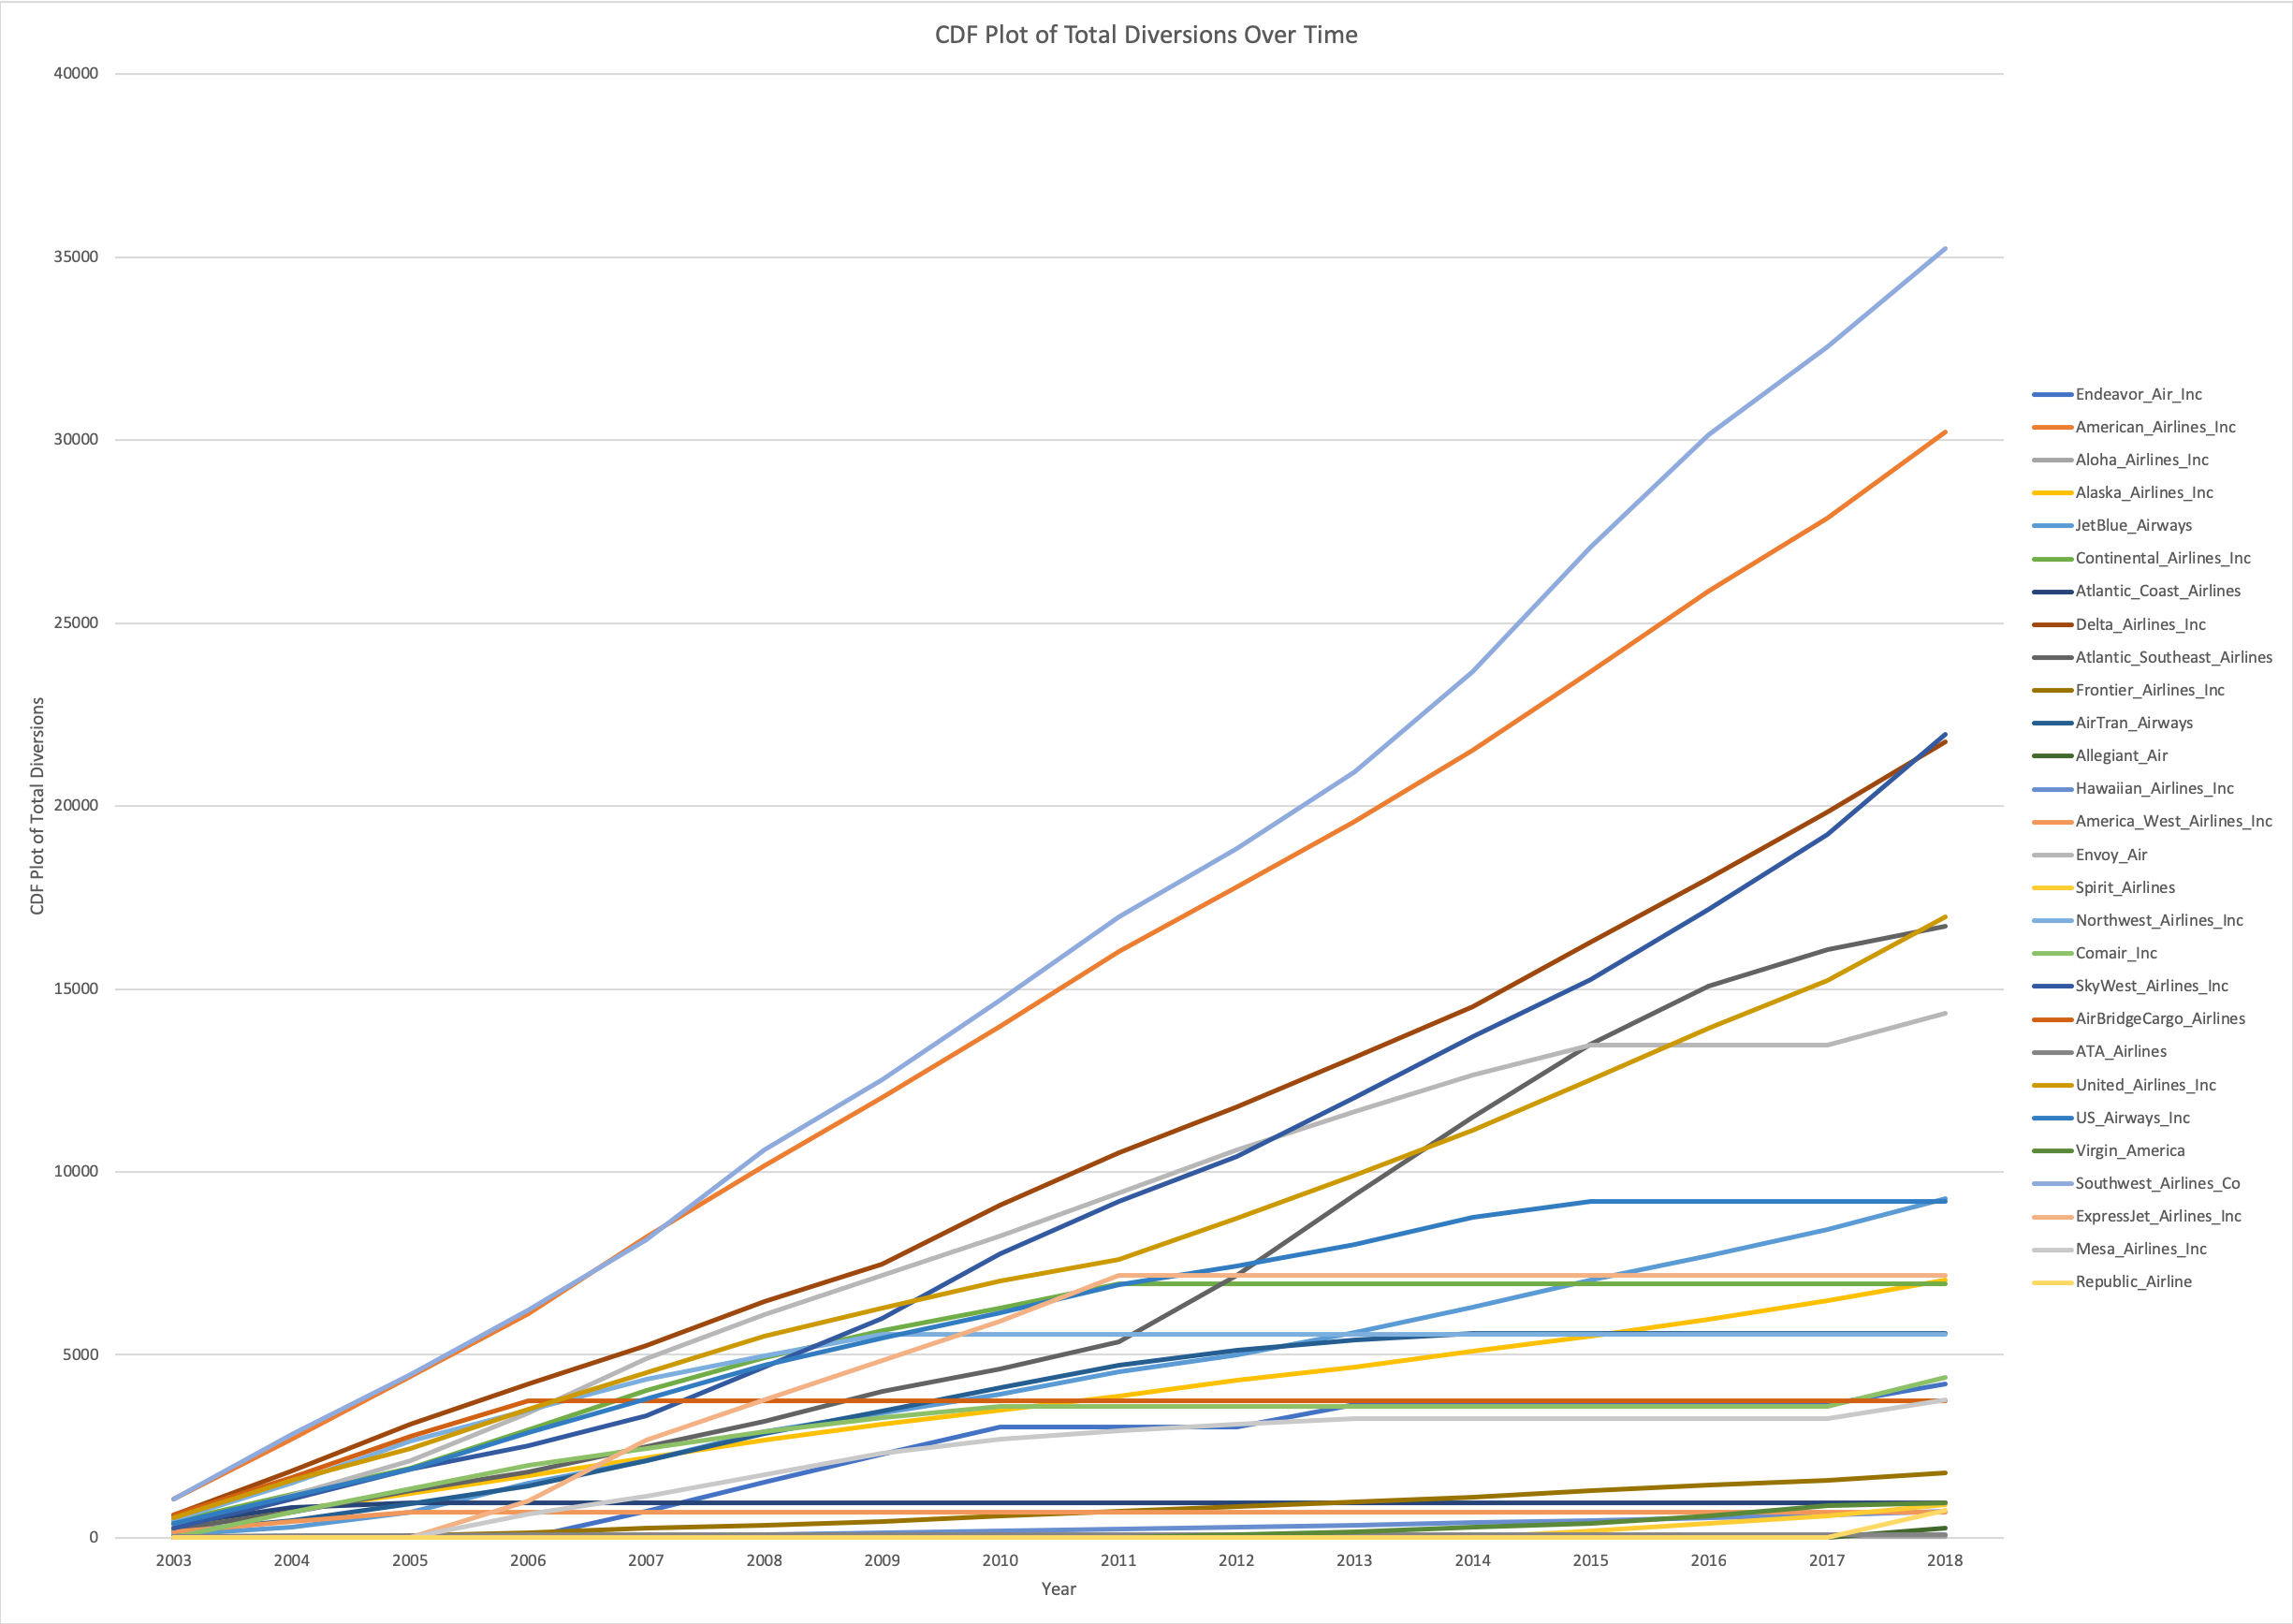 CDF Plot of Total Diversions Over Time
40000
35000
30000
25000
20000
15000
10000
5000
0
CDF Plot of Total Diversions
2003 2004 2005 2006 2007 2008 2009 2010 2011 2012 2013 2014 2015 2016 2017 2018
Year
Endeavor_Air_Inc
American_Airlines_Inc
Aloha_Airlines_Inc
Alaska_Airlines_Inc
JetBlue_Airways
Continental_Airlines_Inc
Atlantic_Coast_Airlines
Delta_Airlines_Inc
Atlantic_Southeast_Airlines
Frontier_Airlines_Inc
AirTran_Airways
Allegiant_Air
Hawaiian_Airlines_Inc
America_West_Airlines_Inc
Envoy_Air
Spirit_Airlines
Northwest_Airlines_Inc
Comair_Inc
SkyWest_Airlines_Inc
AirBridgeCargo_Airlines
ATA_Airlines
United_Airlines_Inc
US_Airways_Inc
Virgin_America
Southwest_Airlines_Co
ExpressJet_Airlines_Inc
Mesa_Airlines_Inc
Republic_Airline